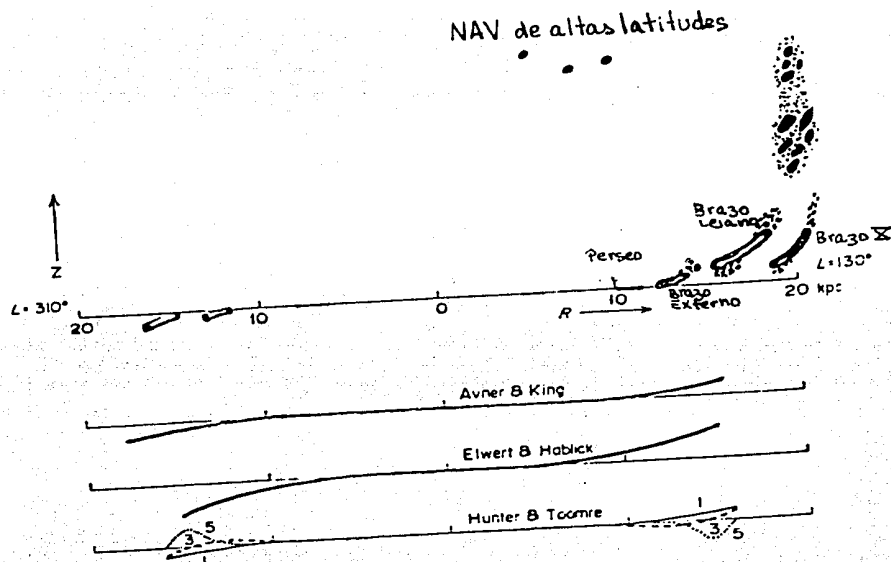 NAV de altas latitudes
Brazo
Lejano
Brazo X
Perseo
L=130°
Z
Brazo
Externo
L=310°
20
10
0
R
10
20 kpc
Avner & King
Elwert & Hablick
Hunter & Toomre
1
5
3
3
5
1